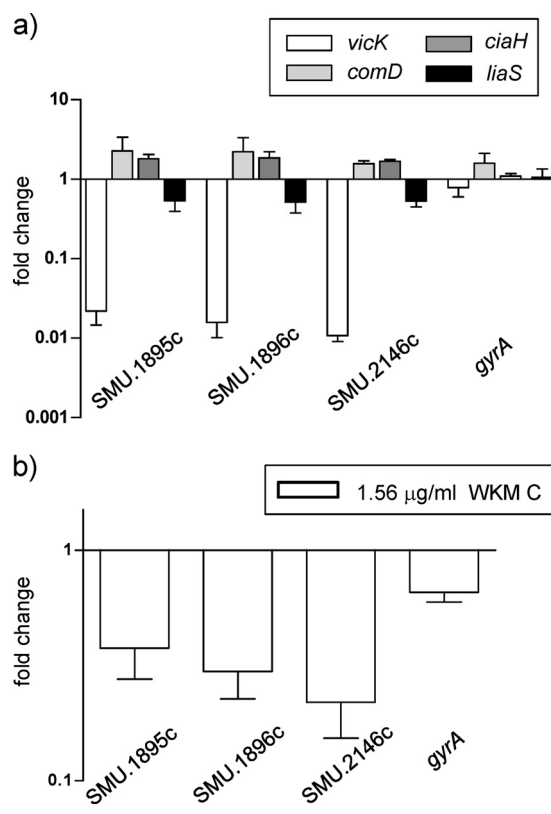 a)
vicK
ciaH
comD
liaS
10
1
0.1
0.01
0.001
fold change
SMU.1895c
SMU.1896c
SMU.2146c
gyrA
b)
1.56 µg/ml WKM C
1
0.1
fold change
SMU.1895c
SMU.1896c
SMU.2146c
gyrA